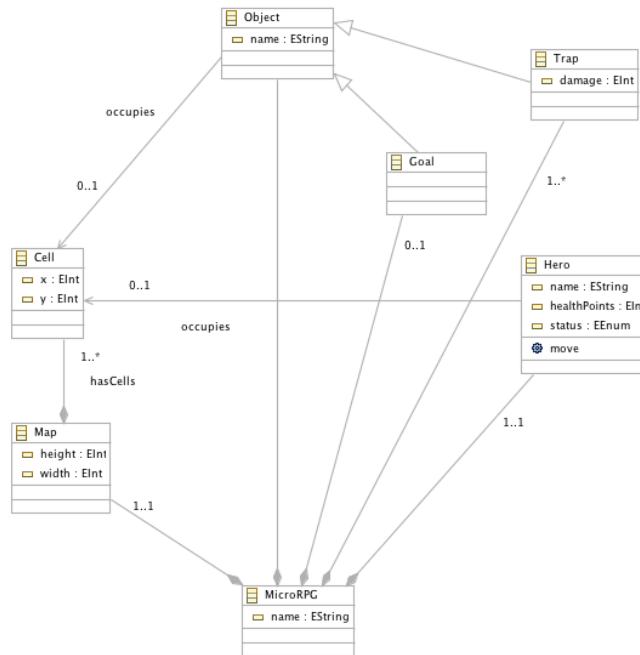 Object
name : EString
Trap
damage : EInt
occupies
Goal
1..*
0..1
0..1
Cell
x : EInt
y : EInt
Hero
name : EString
healthPoints : EIn
status : EEnum
move
0..1
occupies
1..*
hasCells
1..1
Map
height : EInt
width : EInt
1..1
MicroRPG
name : EString